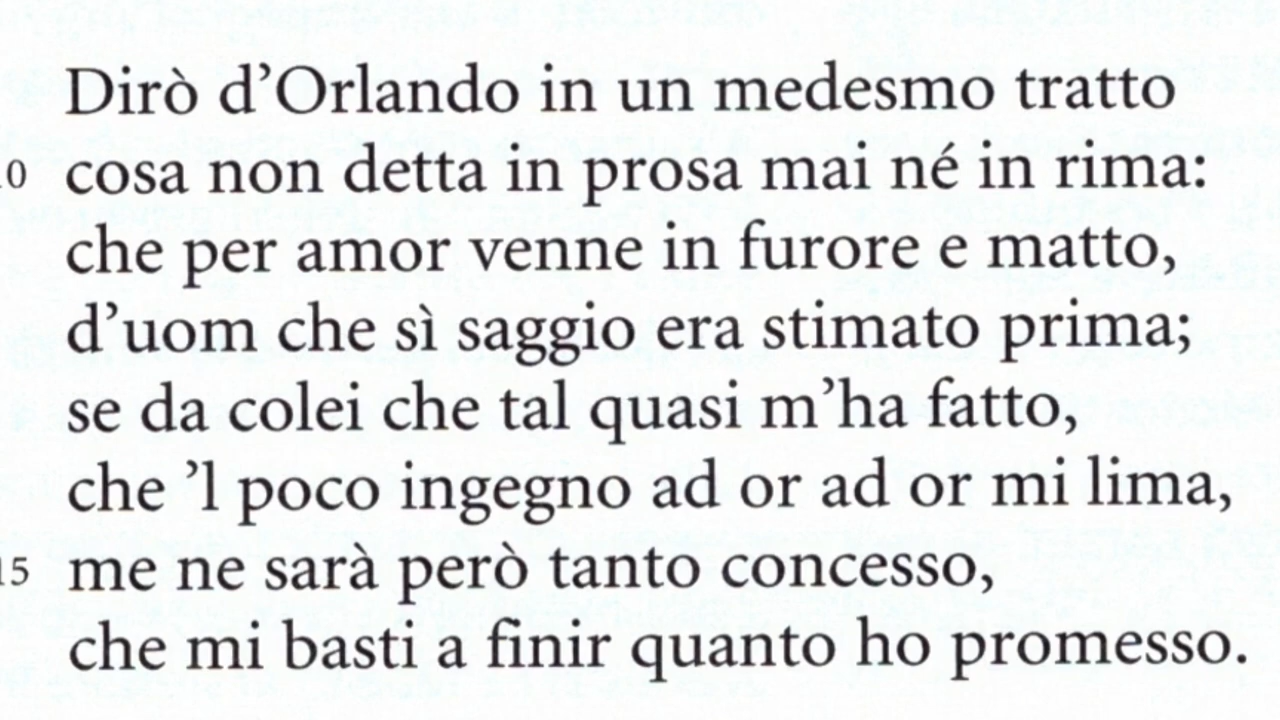 Dirò d’Orlando in un medesmo tratto
10 cosa non detta in prosa mai né in rima:
che per amor venne in furore e matto,
d’uom che sì saggio era stimato prima;
se da colei che tal quasi m’ha fatto,
che ’l poco ingegno ad or ad or mi lima,
15 me ne sarà però tanto concesso,
che mi basti a finir quanto ho promesso.